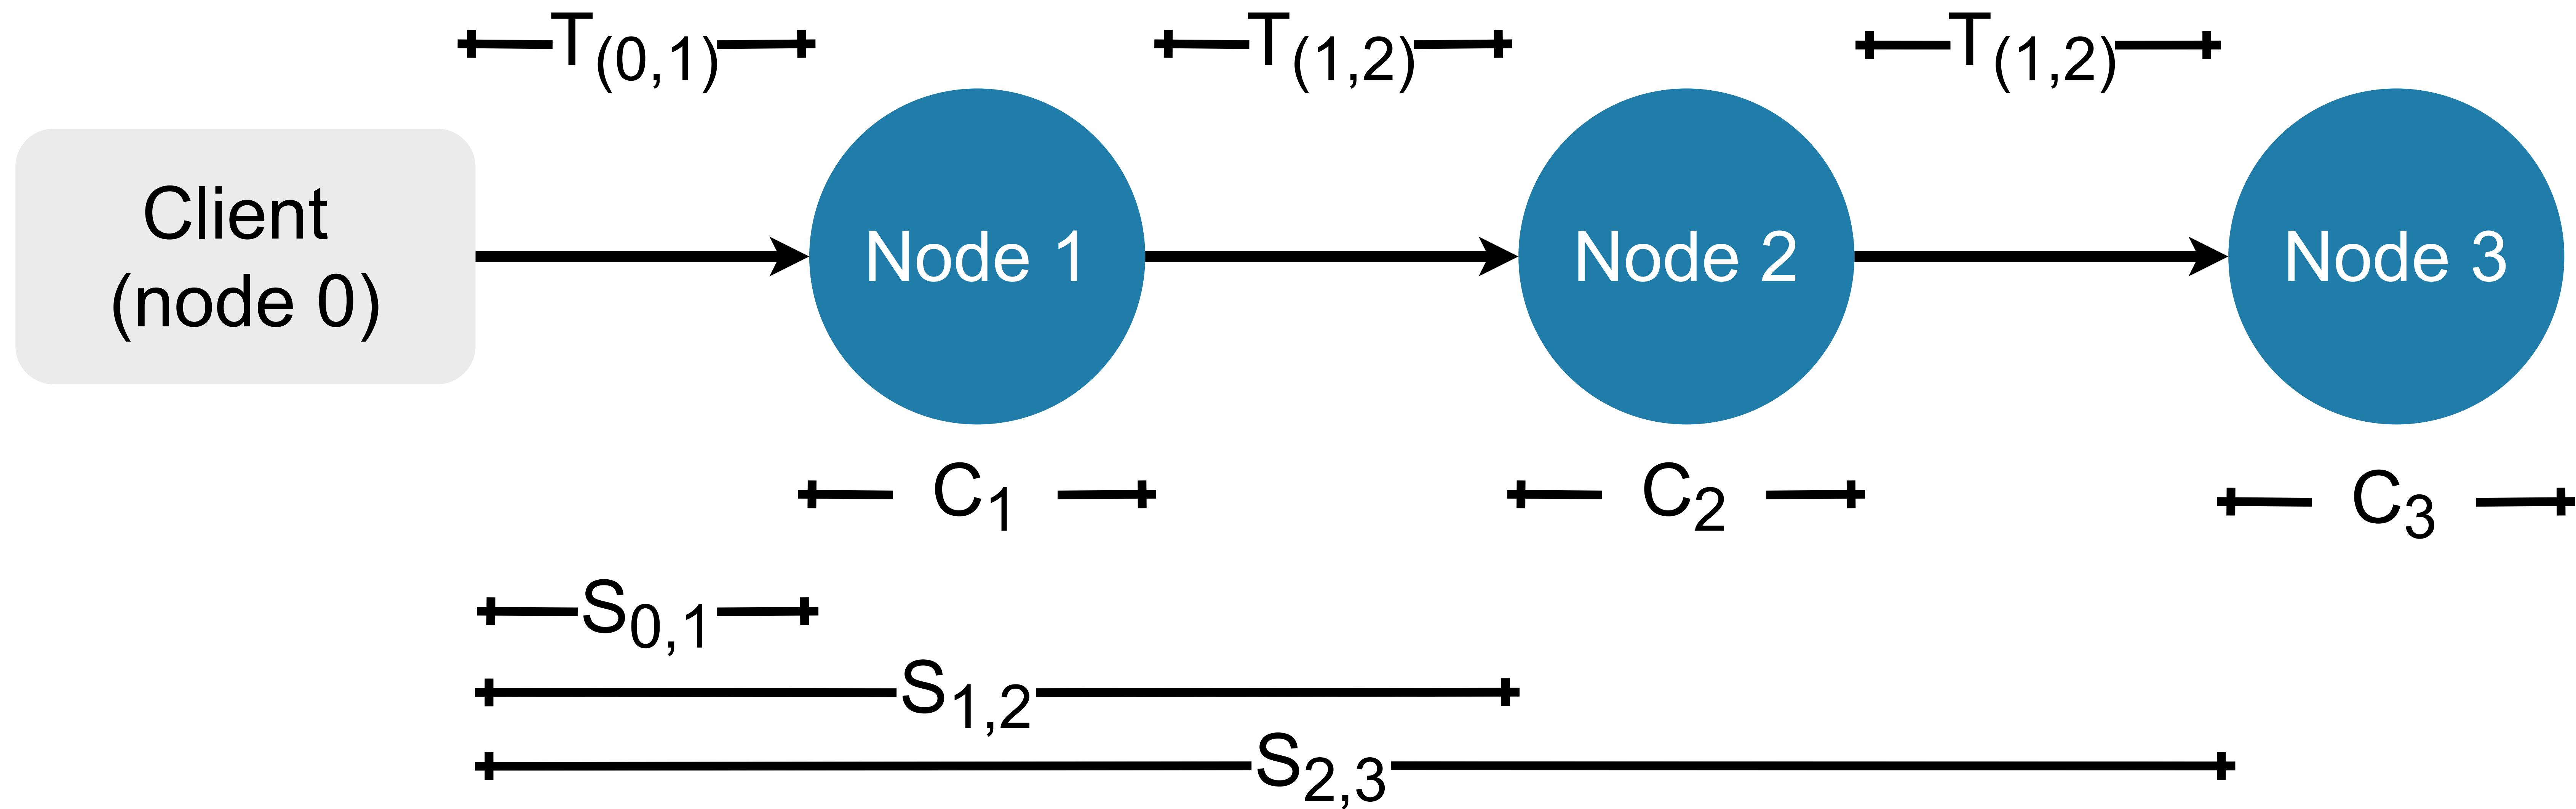 T(0,1) T(1,2) T(1,2)
Client
(node 0)
Node 1 Node 2 Node 3
C1 C2 C3
S0,1
S1,2
S2,3